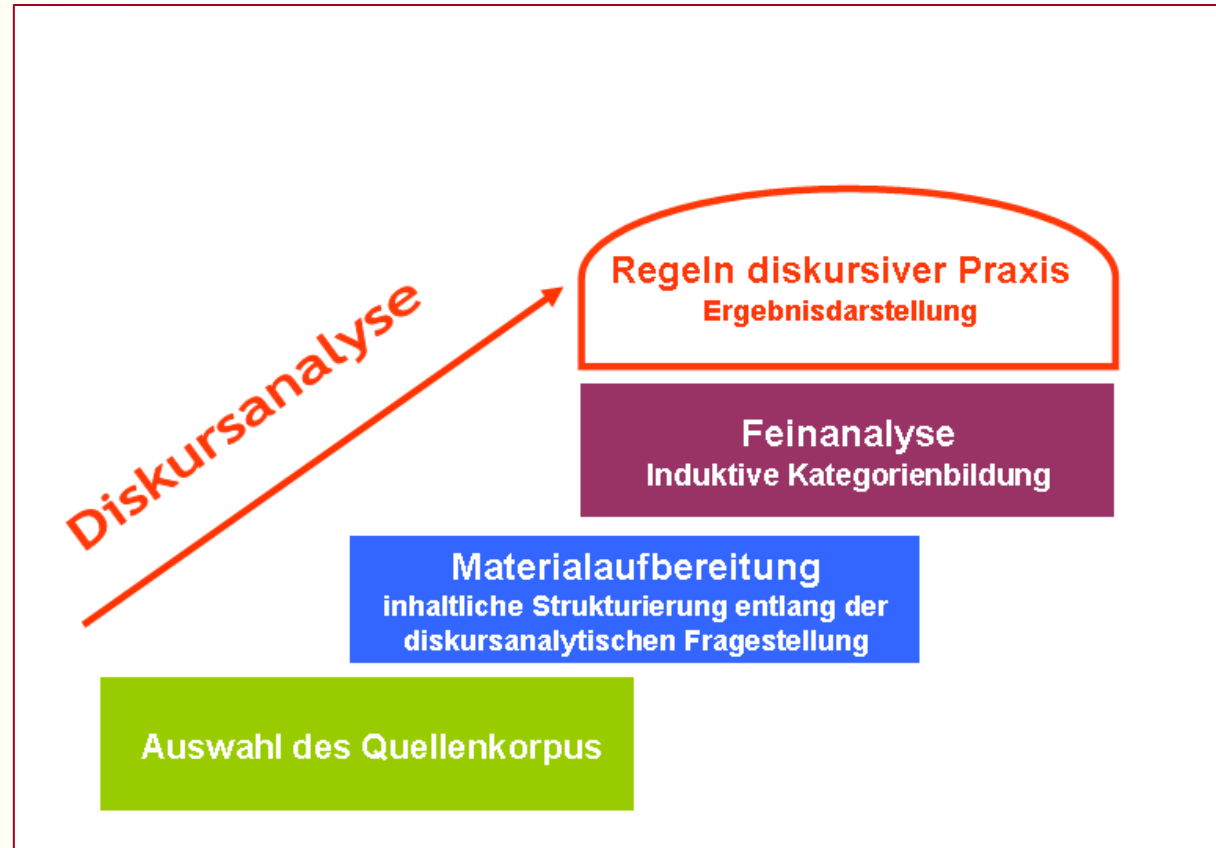 Diskursanalyse
Regeln diskursiver Praxis
Ergebnisdarstellung
Feinanalyse
Induktive Kategorienbildung
Materialaufbereitung
inhaltliche Strukturierung entlang der
diskursanalytischen Fragestellung
Auswahl des Quellenkorpus